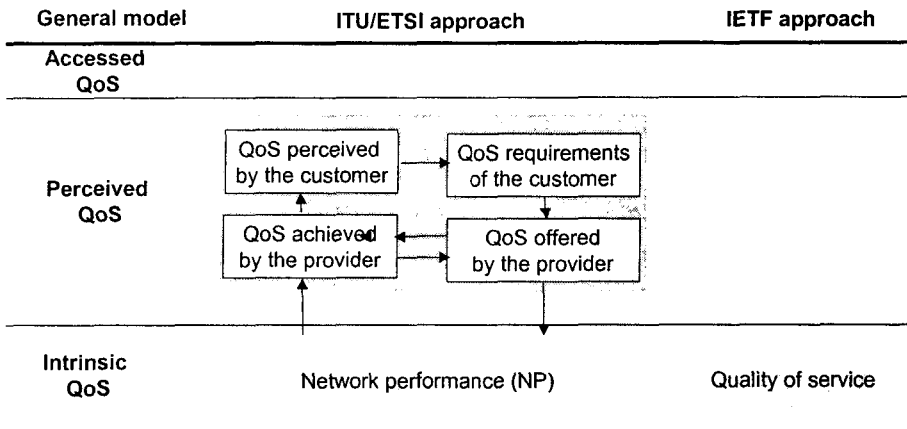 General model ITU/ETSI approach IETF approach
Accessed
QoS
Perceived
QoS
QoS perceived
by the customer
QoS requirements
of the customer
QoS achieved
by the provider
QoS offered
by the provider
Intrinsic
QoS
Network performance (NP)
Quality of service